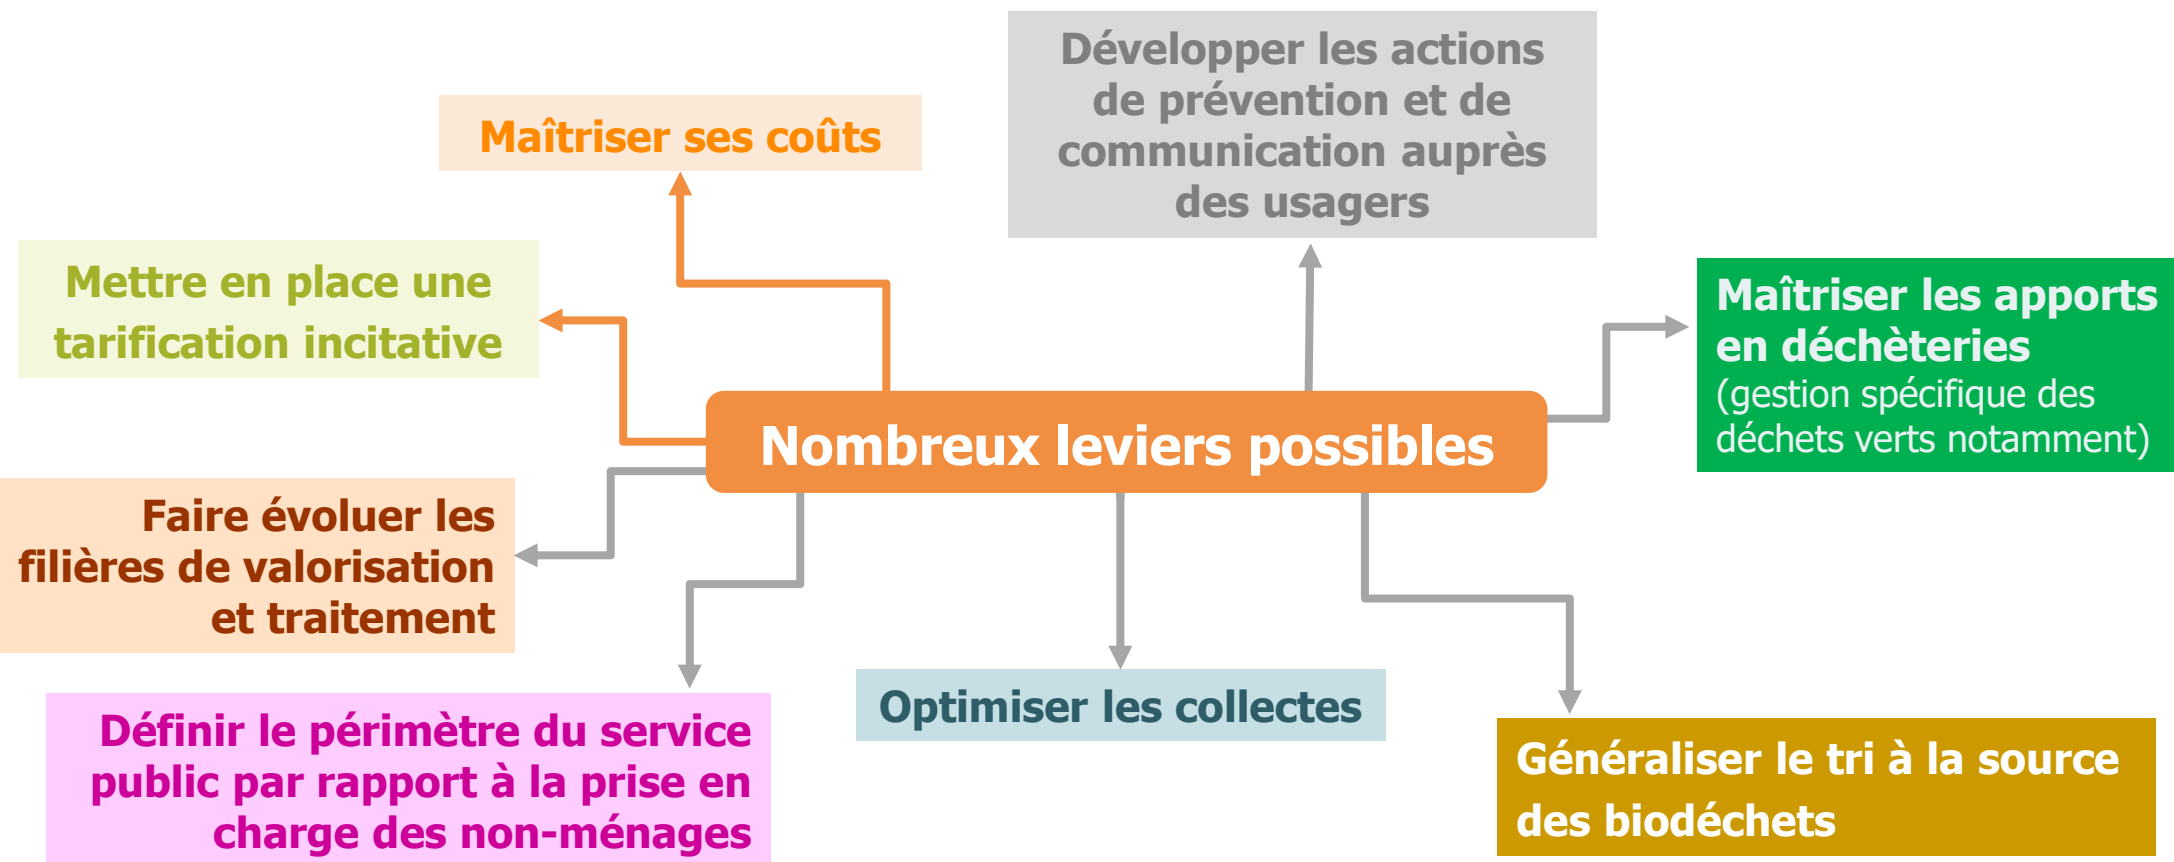 Développer les actions
de prévention et de
communication auprès
des usagers
Maîtriser ses coûts
Mettre en place une
tarification incitative
Maîtriser les apports
en déchèteries
(gestion spécifique des
déchets verts notamment)
Nombreux leviers possibles
Faire évoluer les
filières de valorisation
et traitement
Définir le périmètre du service
public par rapport à la prise en
charge des non-ménages
Optimiser les collectes
Généraliser le tri à la source
des biodéchets